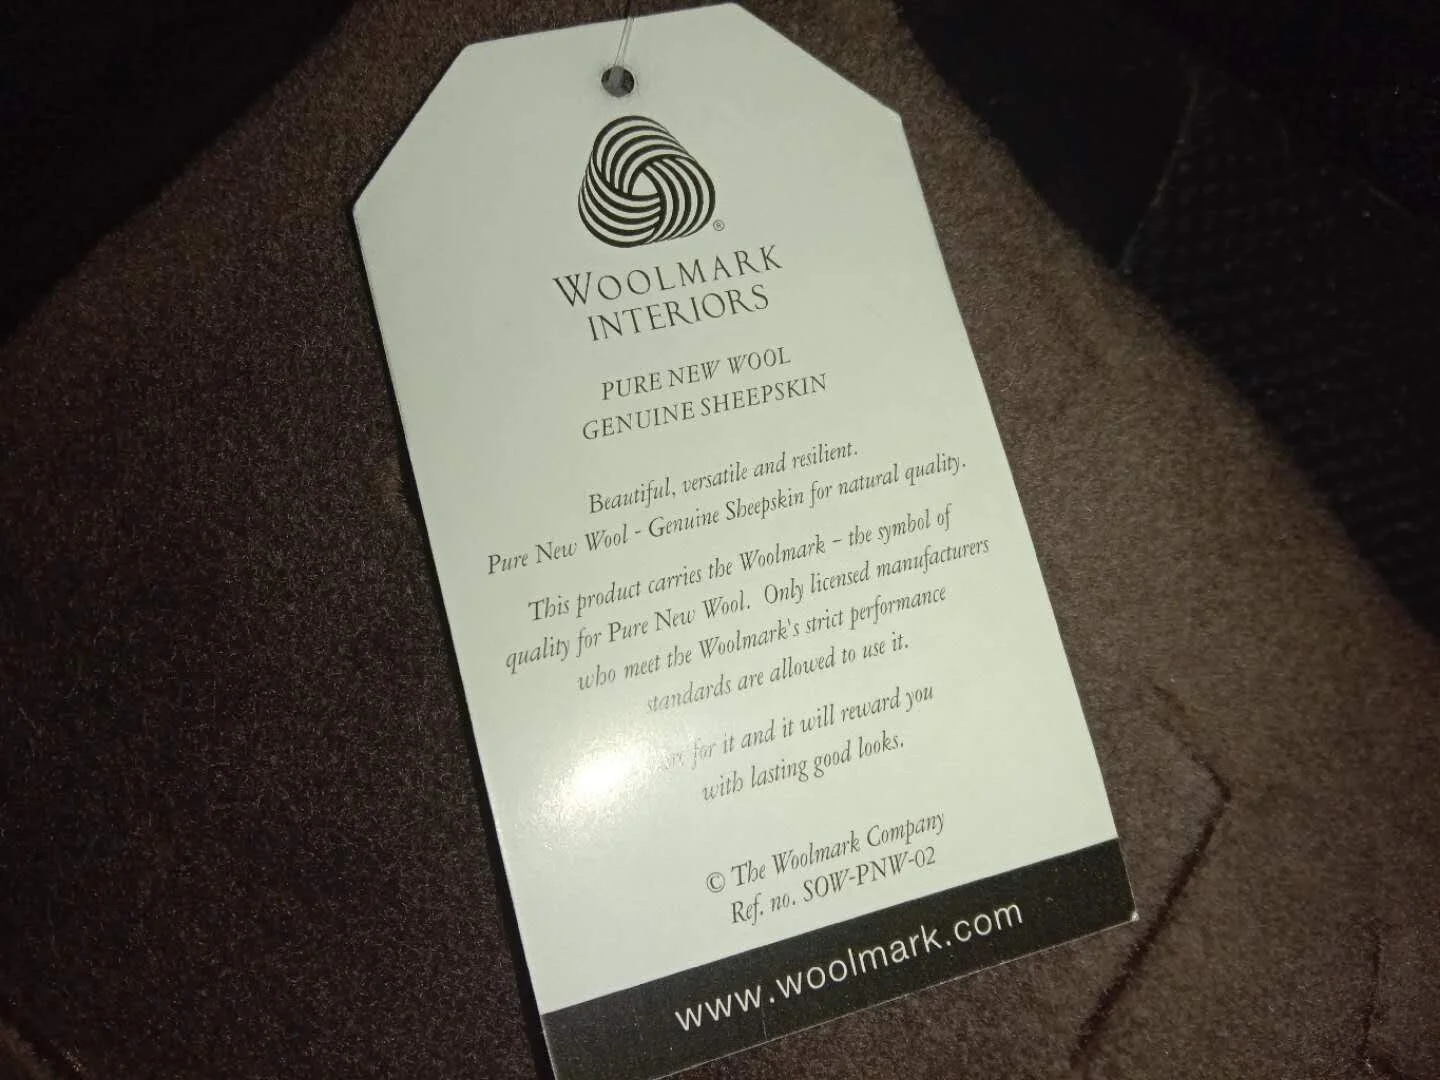 ®
WOOLMARK
INTERIORS
PURE NEW WOOL
GENUINE SHEEPSKIN
Beautiful, versatile and resilient.
Pure New Wool - Genuine Sheepskin for natural quality.
This product carries the Woolmark – the symbol of
quality for Pure New Wool. Only licensed manufacturers
who meet the Woolmark's strict performance
standards are allowed to use it.
for it and it will reward you
with lasting good looks.
© The Woolmark Company
Ref. no. SOW-PNW-02
www.woolmark.com